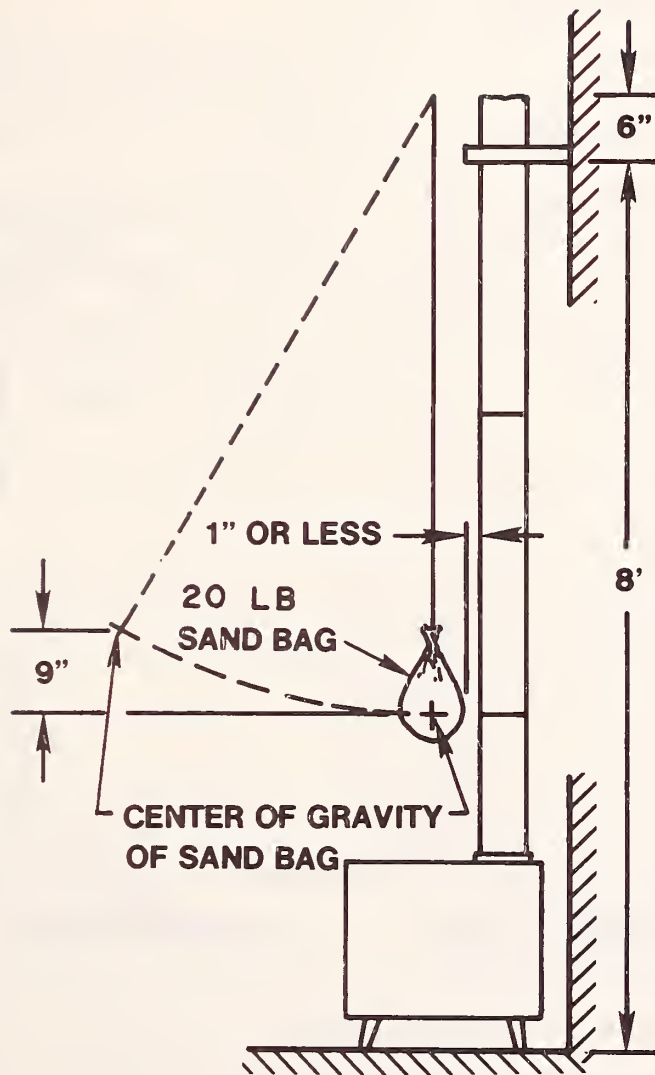 6"
1" OR LESS
8'
20 LB
SAND BAG
9"
CENTER OF GRAVITY
OF SAND BAG